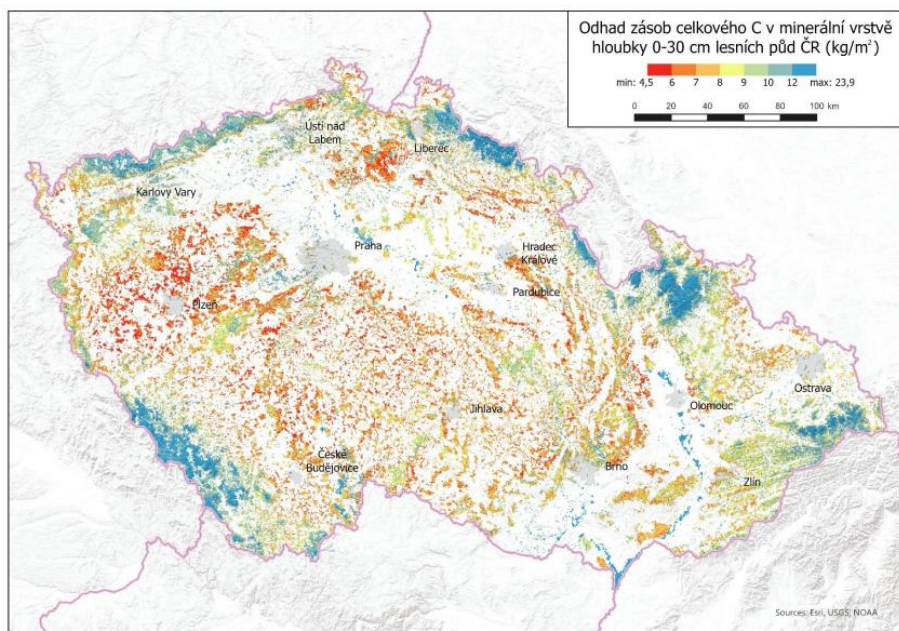 Odhad zásob celkového C v minerální vrstvě
hloubky 0-30 cm lesních půd ČR (kg/m²)
min: 4,5 6 7 8 9 10 12 max: 23,9
0 20 40 60 80 100 km
Ústí nad
Labem
Liberec
Karlovy Vary
Praha
Hradec
Králové
Pardubice
Plzeň
Ostrava
Jihlava
Olomouc
České
Budějovice
Brno
Zlín
Sources: Esri, USGS, NOAA